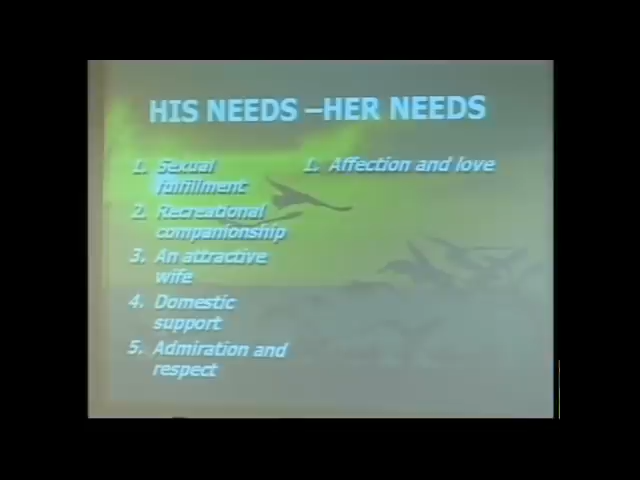 HIS NEEDS –HER NEEDS
1. Sexual
fulfillment
2. Recreational
companionship
3. An attractive
wife
4. Domestic
support
5. Admiration and
respect
1. Affection and love